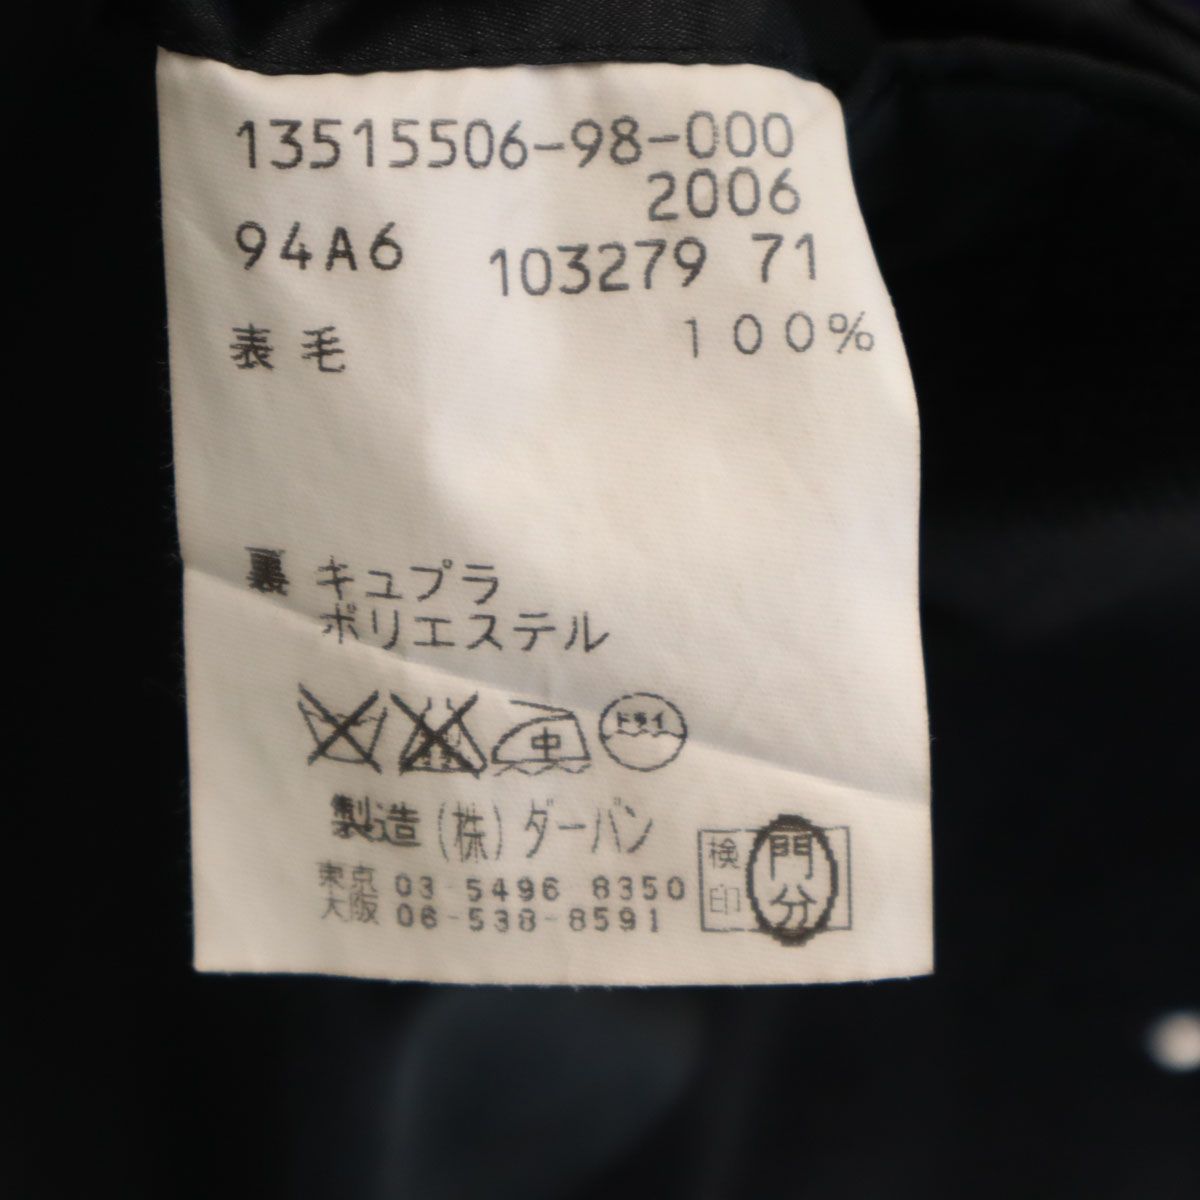 13515506-98-000
2006
94A6 103279 71
表毛 100%
裏 キュプラ
ポリエステル
中 ドライ
製造(株)ダーバン
東京 03-5496-8350
大阪 06-538-8591
検印 門分